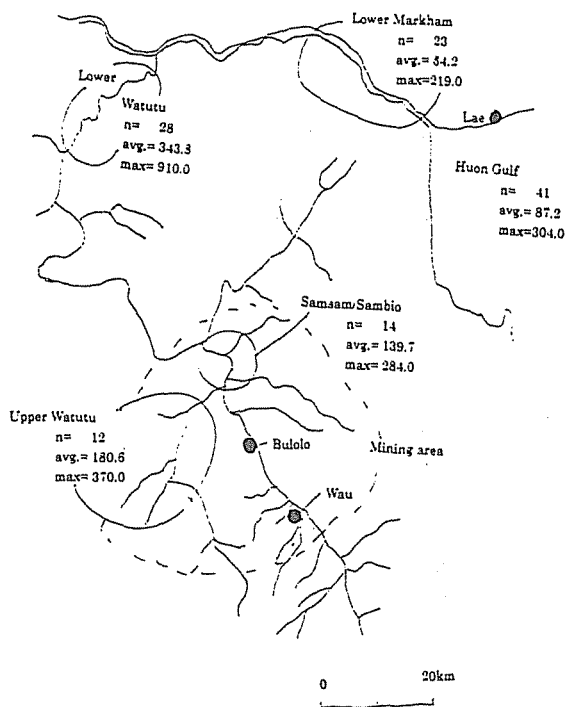 Lower Markham
n= 23
avg.= 54.2
max=219.0
Lower
Watutu
n= 28
avg.= 343.3
max= 910.0
Lae
Huon Gulf
n= 41
avg.= 87.2
max=304.0
Samsam/Sambio
n= 14
avg.= 139.7
max= 284.0
Upper Watutu
n= 12
avg.= 180.6
max= 370.0
Bulolo
Mining area
Wau
0 20km